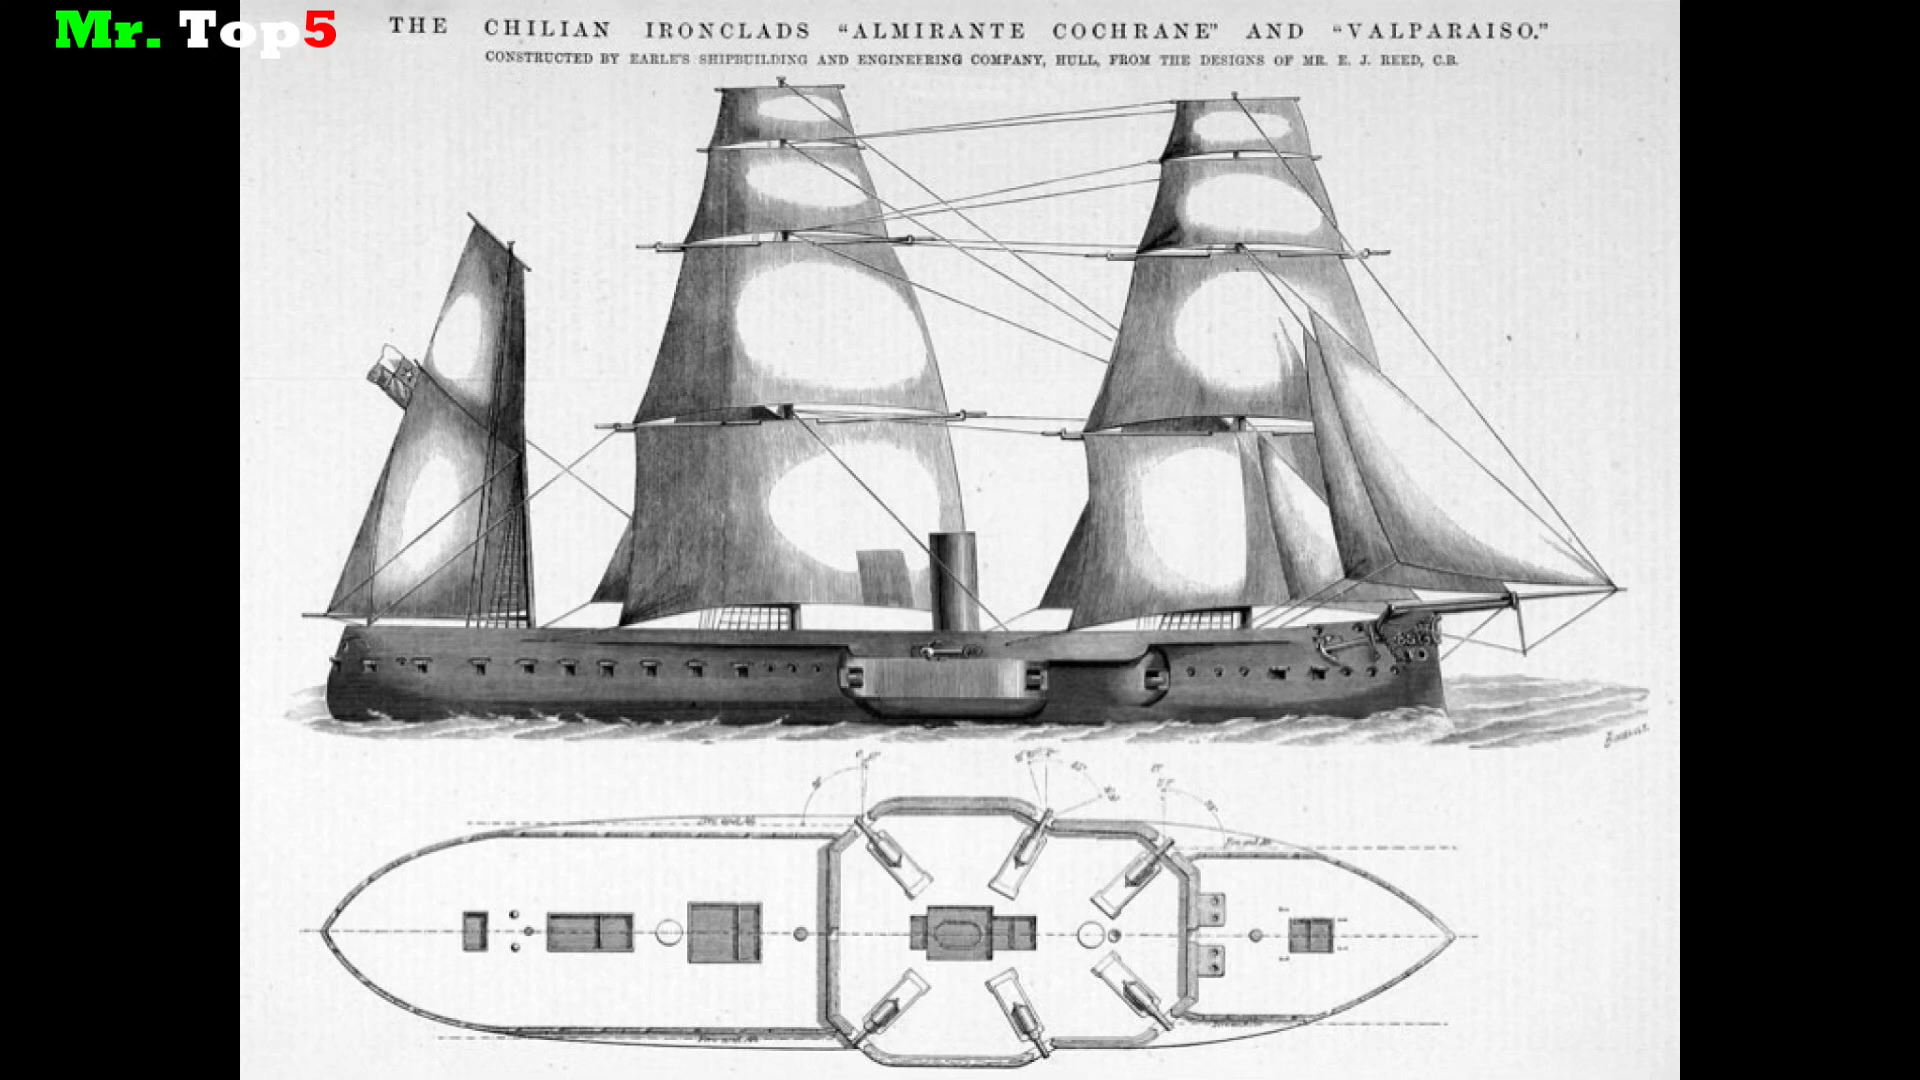 Mr. Top5
THE CHILIAN IRONCLADS “ALMIRANTE COCHRANE” AND “VALPARAISO.”
CONSTRUCTED BY EARLE'S SHIPBUILDING AND ENGINEERING COMPANY, HULL, FROM THE DESIGNS OF MR. E. J. REED, C.B.